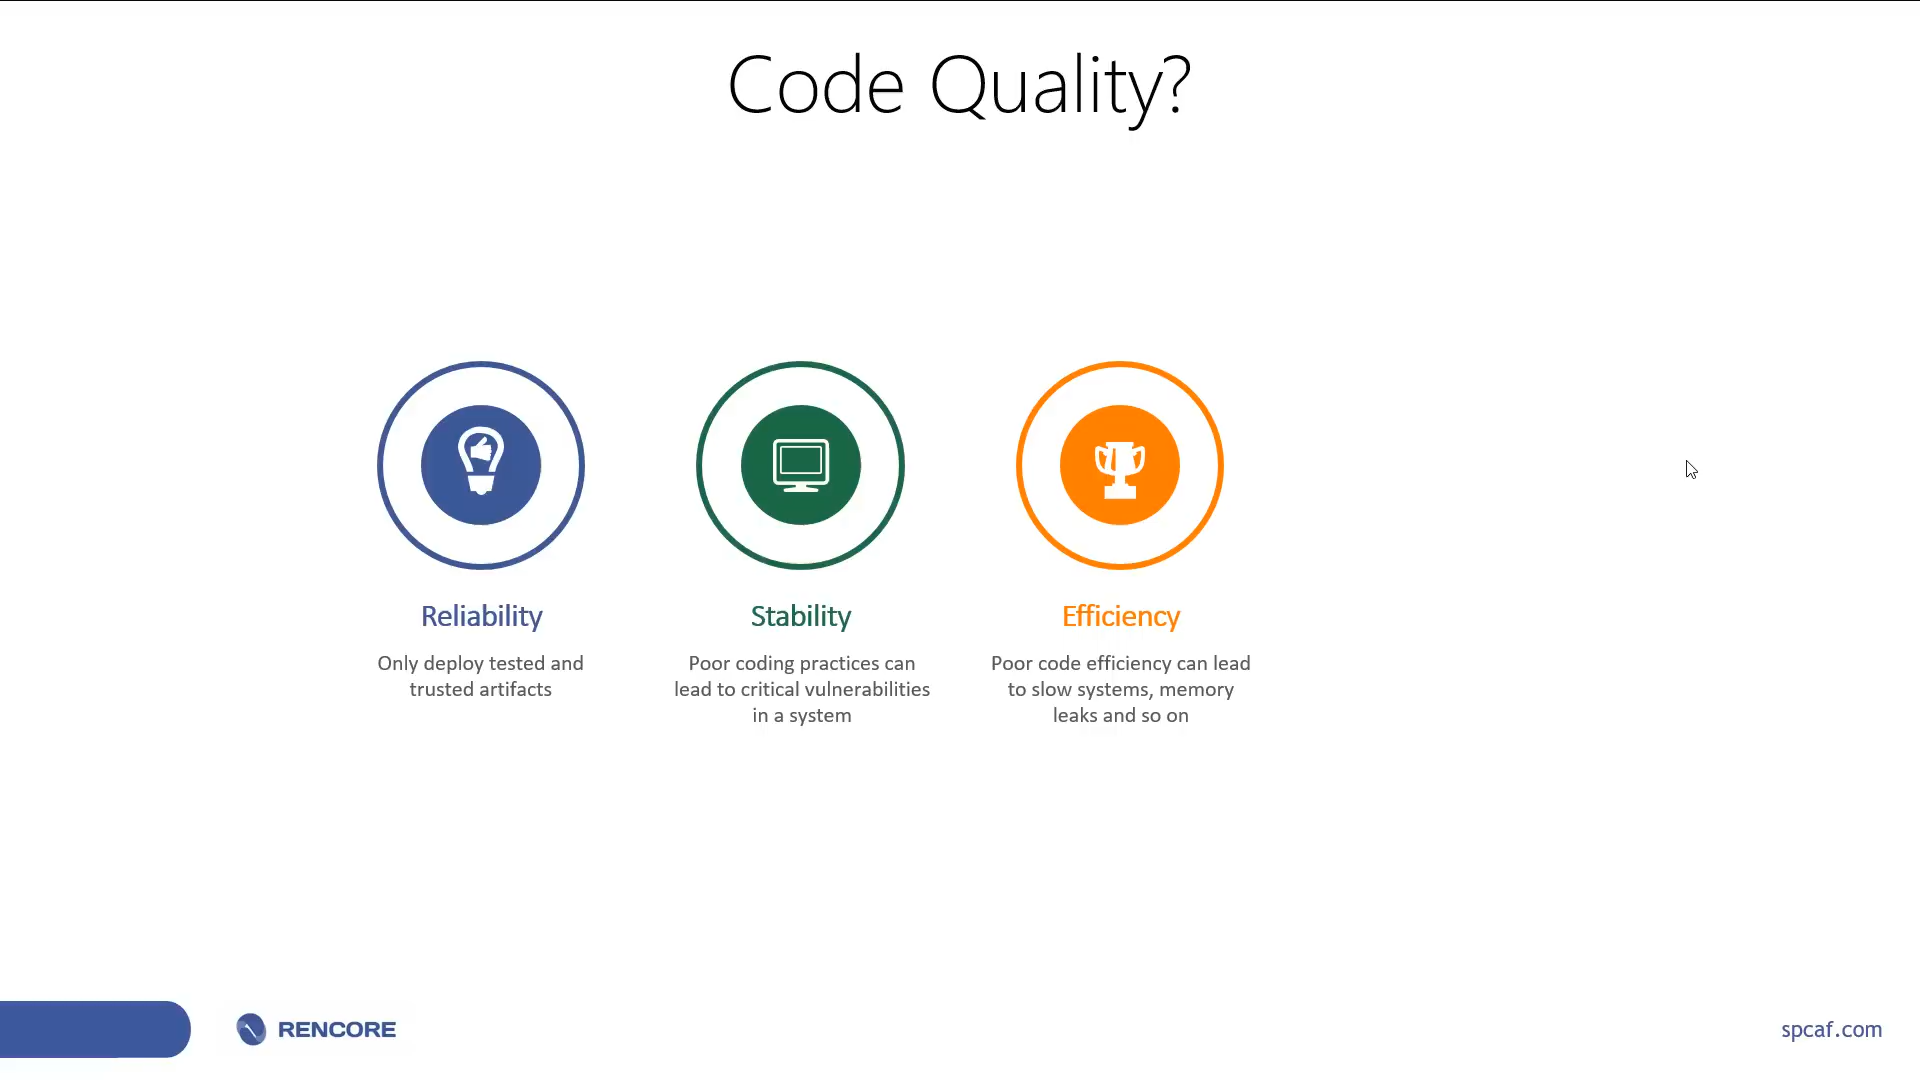 Code Quality?
Reliability
Only deploy tested and
trusted artifacts
Stability
Poor coding practices can
lead to critical vulnerabilities
in a system
Efficiency
Poor code efficiency can lead
to slow systems, memory
leaks and so on
RENCORE
spcaf.com